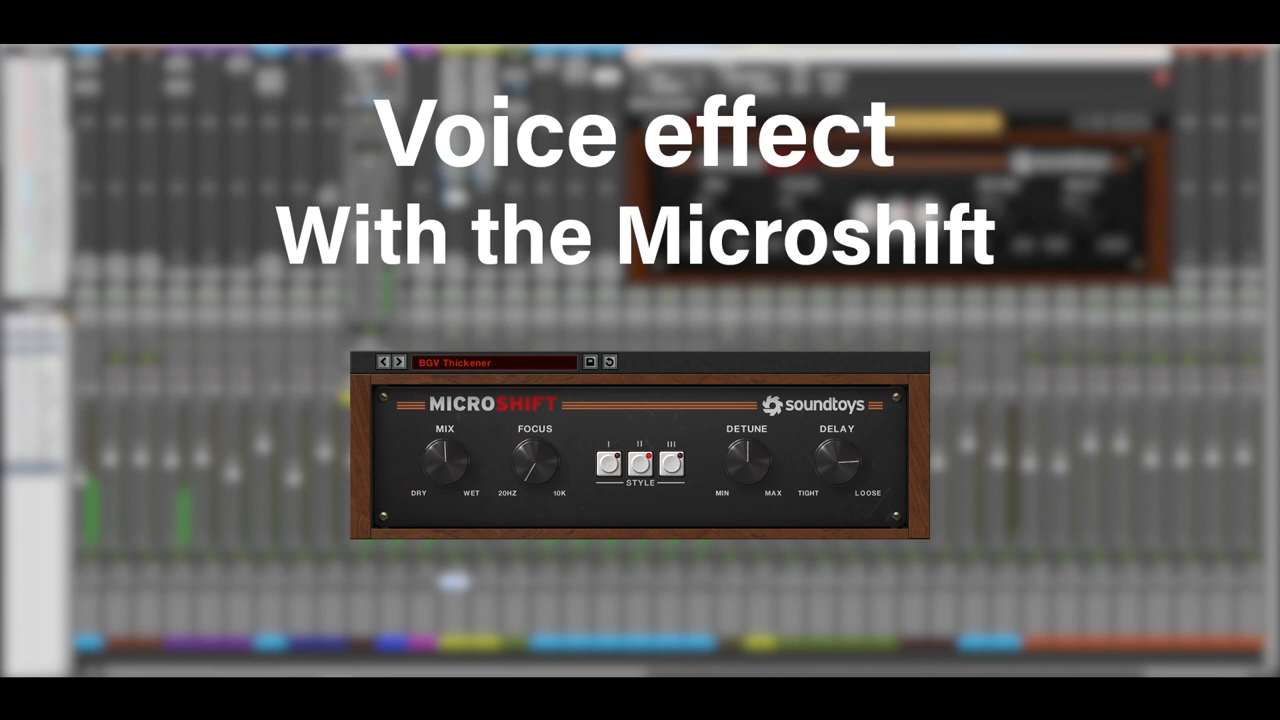 Voice effect
With the Microshift
BGV Thickener
MICROSHIFT
soundtoys
MIX FOCUS I II III DETUNE DELAY
STYLE
DRY WET 20HZ 10K MIN MAX TIGHT LOOSE